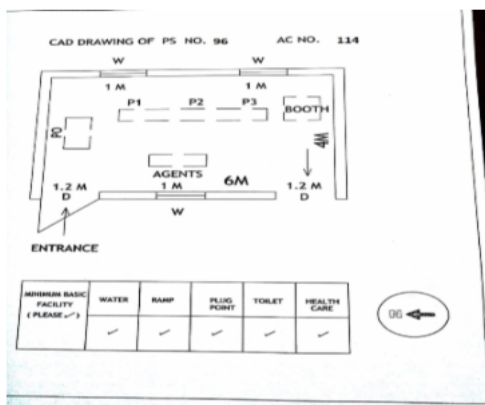 CAD DRAWING OF PS NO. 96 AC NO. 114
W W
1 M 1 M
P1 P2 P3
BOOTH
PO
4M
AGENTS
6M
1.2 M 1 M 1.2 M
D D
W
ENTRANCE
MINIMUM BASIC FACILITY ( PLEASE ✓ ) WATER RAMP PLUG POINT TOILET HEALTH CARE
✓ ✓ ✓ ✓ ✓